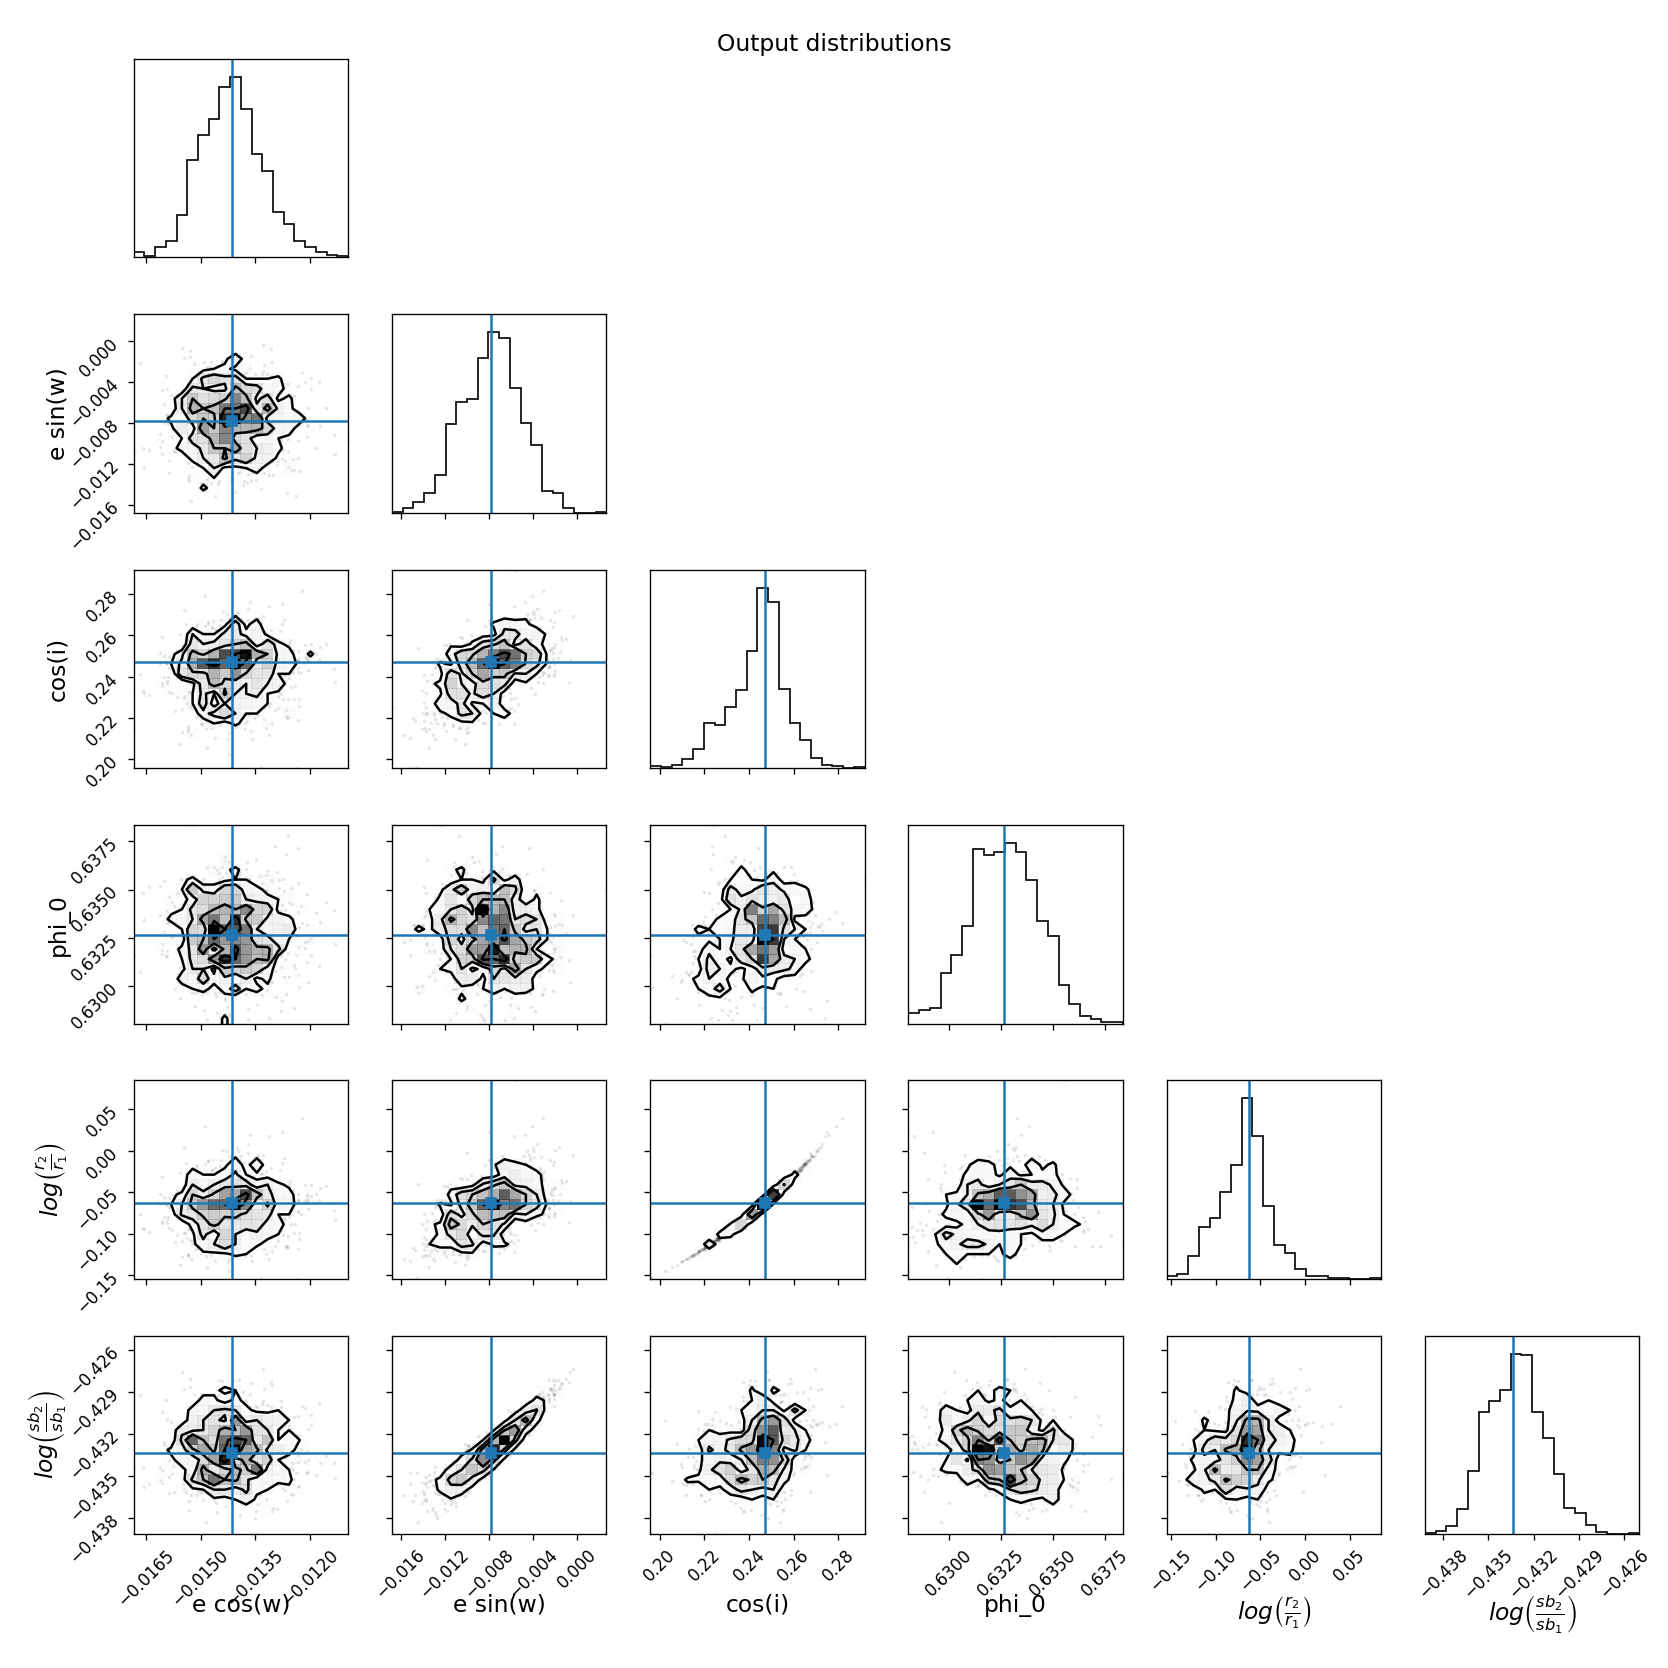 Output distributions
e sin(w)
0.000
−0.004
−0.008
−0.012
−0.016
cos(i)
0.28
0.26
0.24
0.22
0.20
phi_0
0.6375
0.6350
0.6325
0.6300
log(r2/r1)
0.05
0.00
−0.05
−0.10
−0.15
log(sb2/sb1)
−0.426
−0.429
−0.432
−0.435
−0.438
−0.0165 −0.0150 −0.0135 −0.0120
−0.016 −0.012 −0.008 −0.004 0.000
0.20 0.22 0.24 0.26 0.28
0.6300 0.6325 0.6350 0.6375
−0.15 −0.10 −0.05 0.00 0.05
−0.438 −0.435 −0.432 −0.429 −0.426
e cos(w)
e sin(w)
cos(i)
phi_0
log(r2/r1)
log(sb2/sb1)